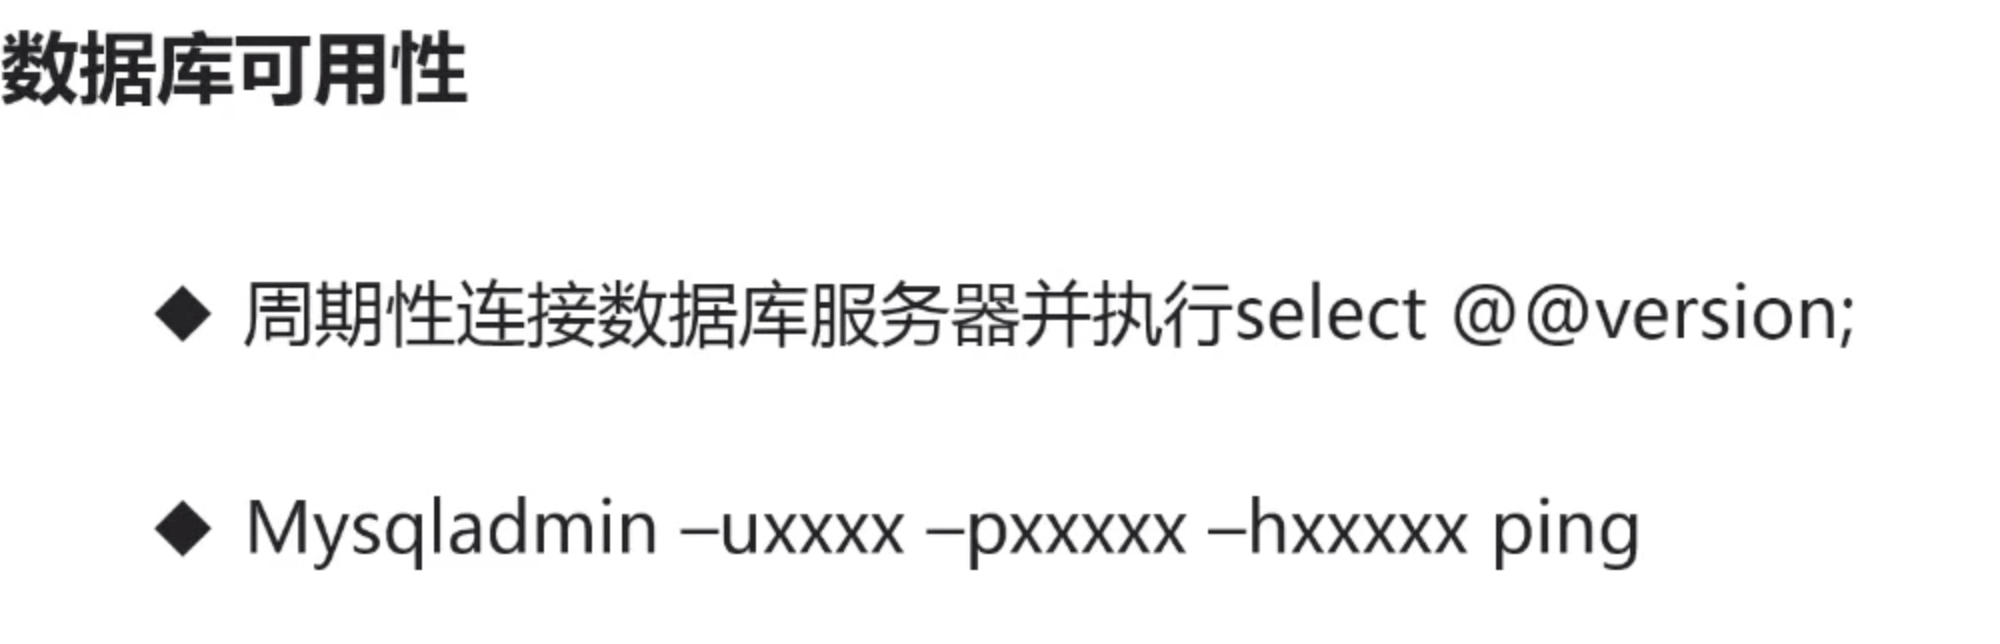 数据库可用性
◆ 周期性连接数据库服务器并执行select @@version;
◆ Mysqladmin –uxxxx –pxxxxx –hxxxxx ping